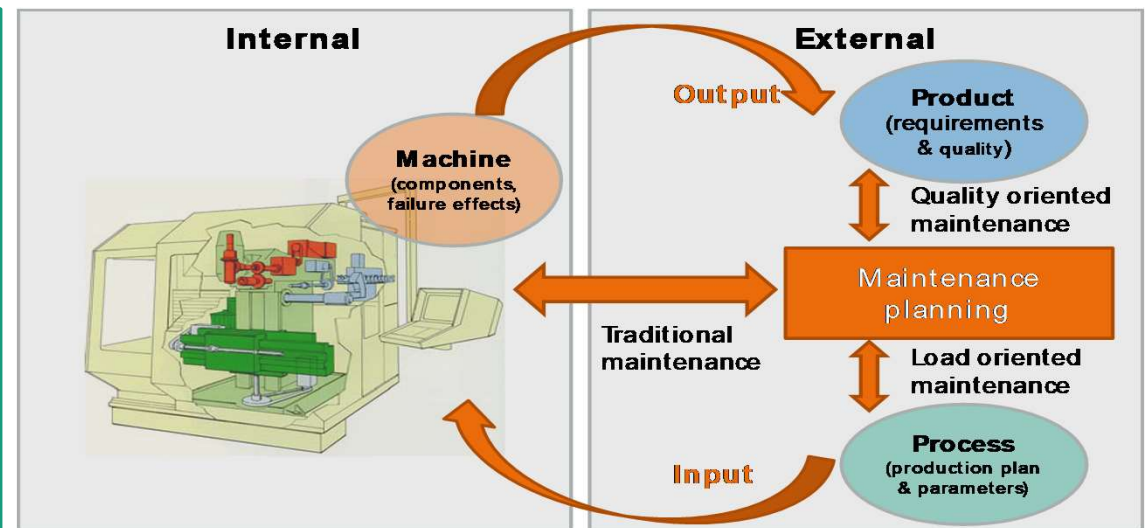 Internal
External
Output
Product
(requirements
& quality)
Machine
(components,
failure effects)
Quality oriented
maintenance
Maintenance
planning
Traditional
maintenance
Load oriented
maintenance
Process
(production plan
& parameters)
Input